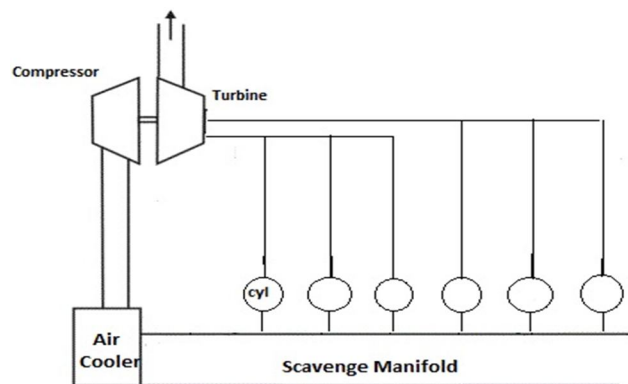 Compressor
Turbine
cyl
Air
Cooler
Scavenge Manifold